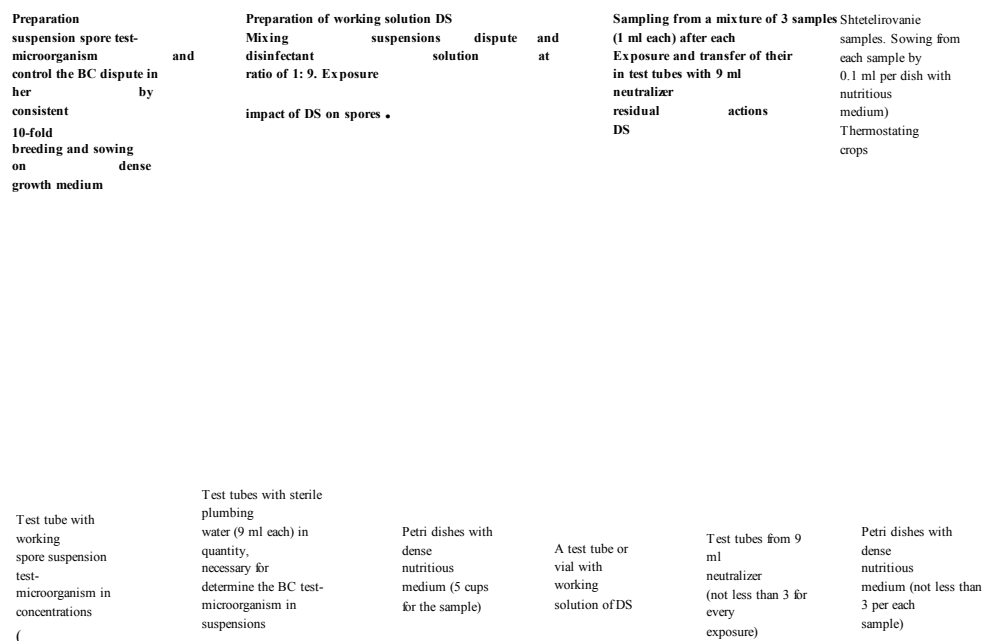 Preparation
suspension spore test-
microorganism and
control the BC dispute in
her by
consistent
10-fold
breeding and sowing
on dense
growth medium
Preparation of working solution DS
Mixing suspensions dispute and
disinfectant solution at
ratio of 1: 9. Exposure
impact of DS on spores .
Sampling from a mixture of 3 samples
(1 ml each) after each
Exposure and transfer of their
in test tubes with 9 ml
neutralizer
residual actions
DS
Shtetelirovanie
samples. Sowing from
each sample by
0.1 ml per dish with
nutritious
medium)
Thermostating
crops
Test tube with
working
spore suspension
test-
microorganism in
concentrations
(
Test tubes with sterile
plumbing
water (9 ml each) in
quantity,
necessary for
determine the BC test-
microorganism in
suspensions
Petri dishes with
dense
nutritious
medium (5 cups
for the sample)
A test tube or
vial with
working
solution of DS
Test tubes from 9
ml
neutralizer
(not less than 3 for
every
exposure)
Petri dishes with
dense
nutritious
medium (not less than
3 per each
sample)